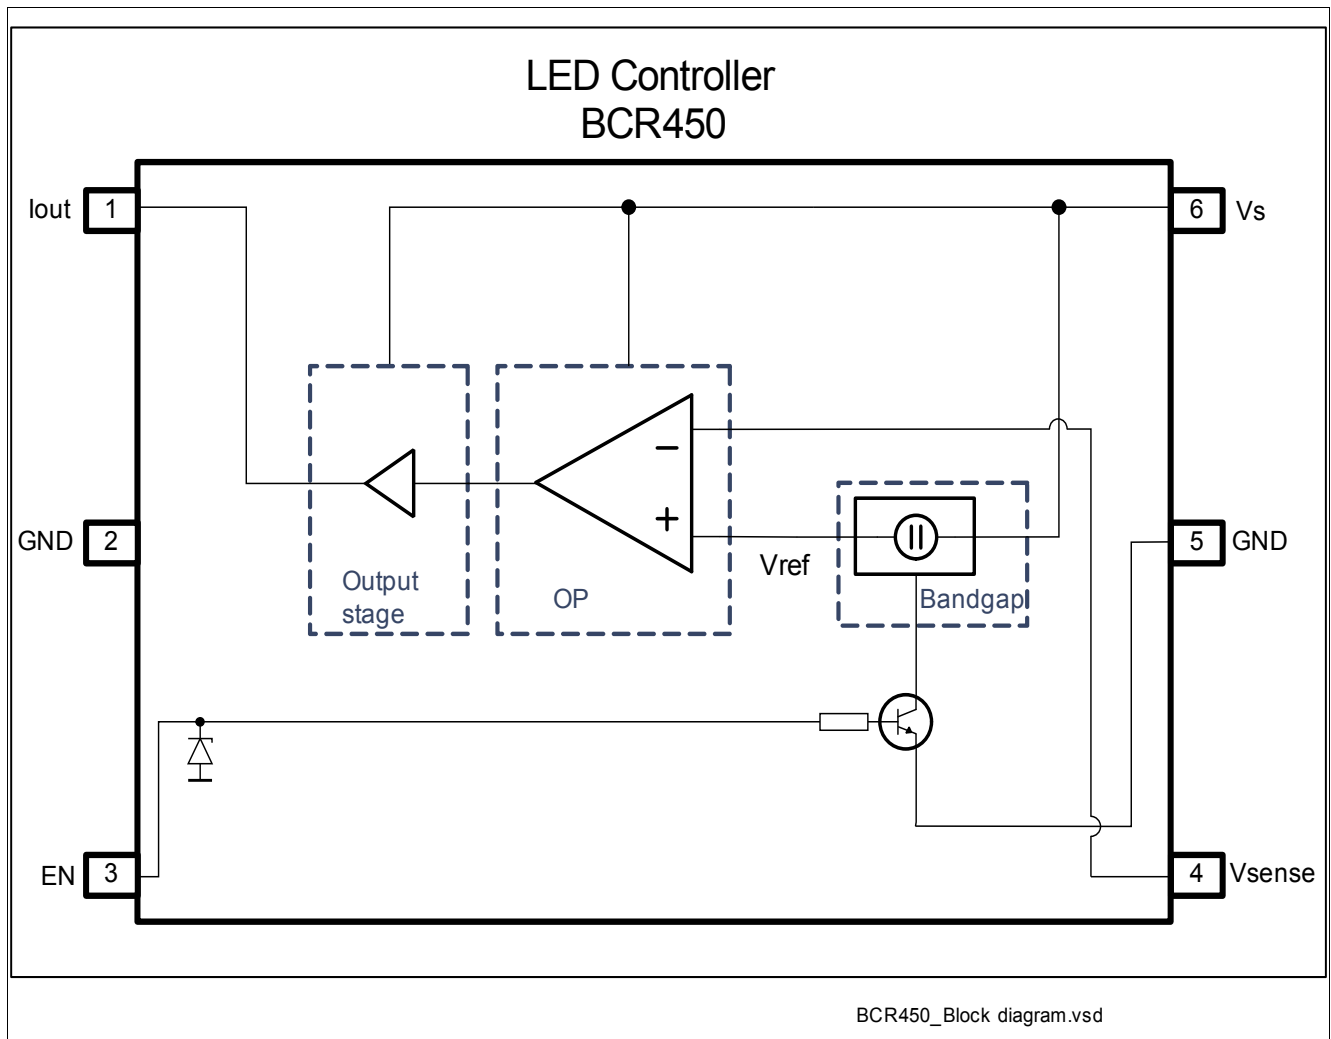 LED Controller
BCR450
Iout 1
6 Vs
−
+
Vref
Output
stage
OP
Bandgap
GND 2
5 GND
EN 3
4 Vsense
BCR450_Block diagram.vsd